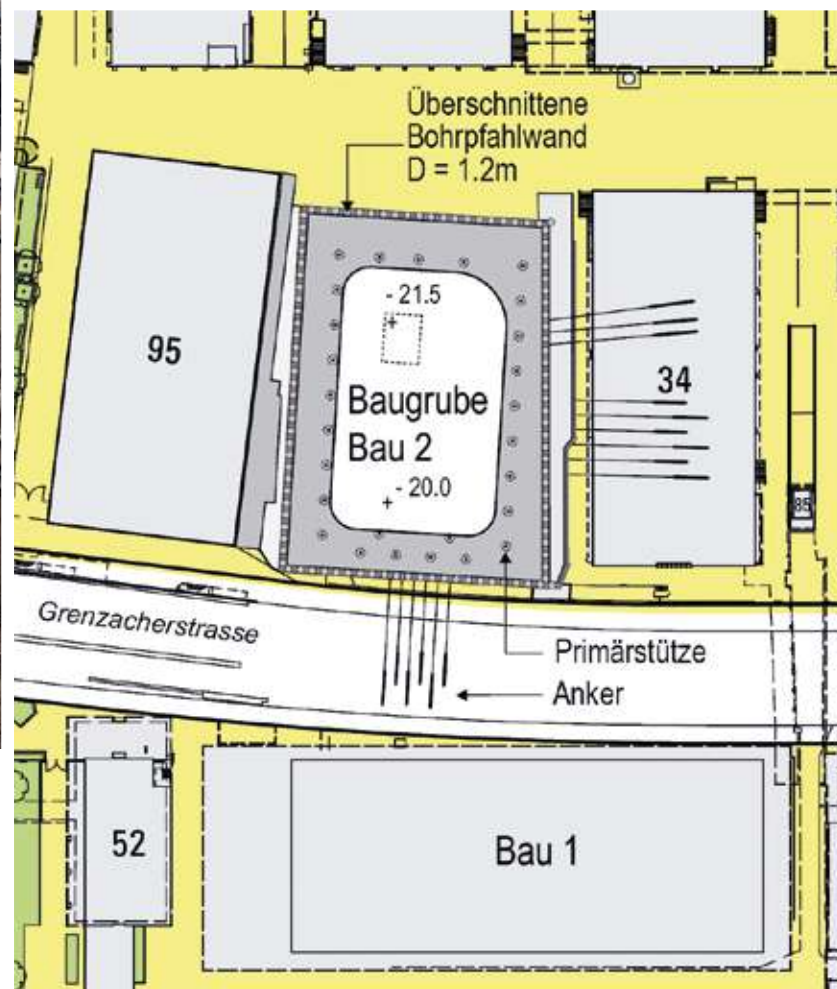 Überschnittene
Bohrpfahlwand
D = 1.2m
95
- 21.5
Baugrube
Bau 2
- 20.0
34
85
Grenzacherstrasse
Primärstütze
Anker
52
Bau 1